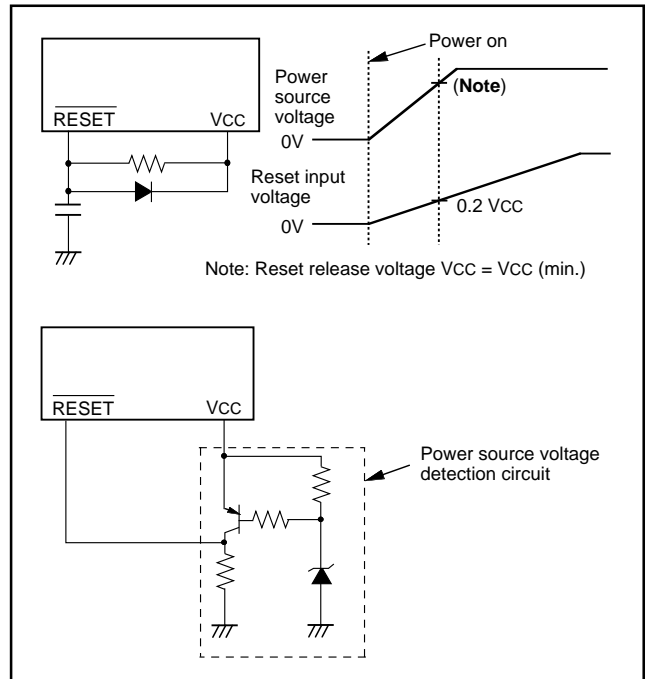 Power on
Power
source
voltage
(Note)
RESET VCC
0V
Reset input
voltage
0.2 VCC
0V
Note: Reset release voltage VCC = VCC (min.)
RESET VCC
Power source voltage
detection circuit